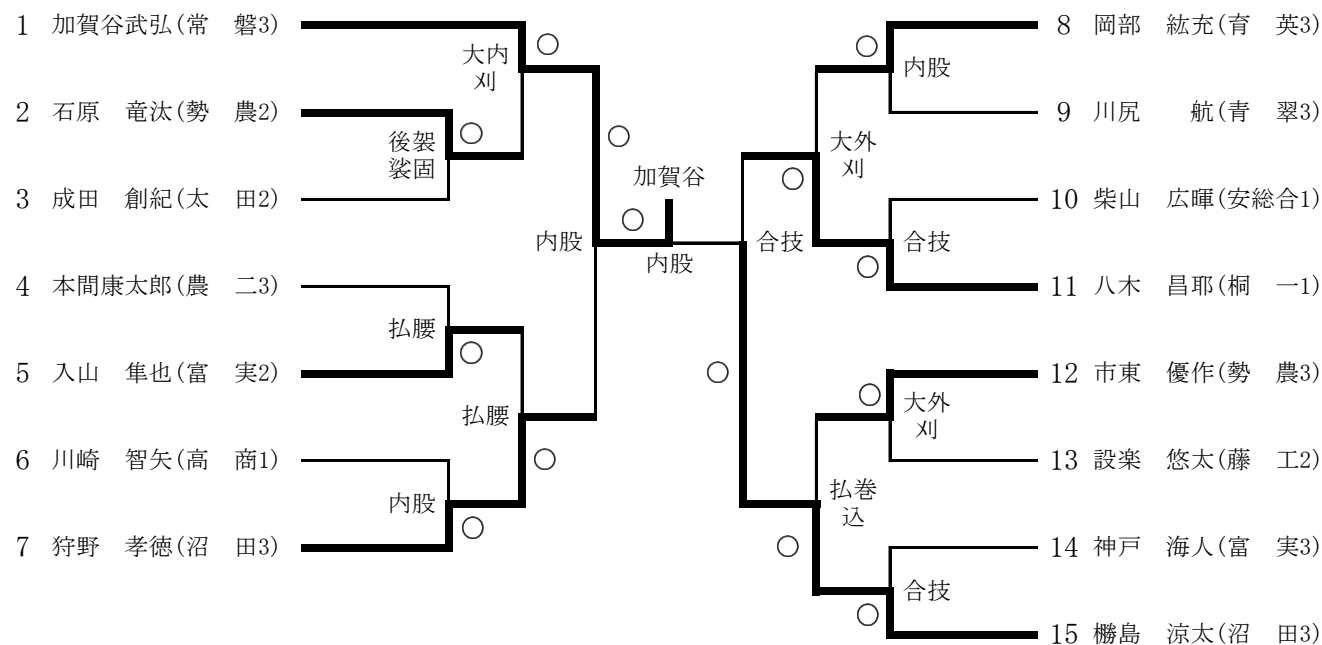 1 加賀谷武弘(常 磐3)
2 石原 竜汰(勢 農2)
3 成田 創紀(太 田2)
4 本間康太郎(農 二3)
5 入山 隼也(富 実2)
6 川崎 智矢(高 商1)
7 狩野 孝徳(沼 田3)
大内
刈
後袈
裟固
払腰
払腰
内股
内股
加賀谷
内股
合技
大外
刈
払巻
込
内股
合技
大外
刈
合技
8 岡部 紘充(育 英3)
9 川尻 航(青 翠3)
10 柴山 広暉(安総合1)
11 八木 昌耶(桐 一1)
12 市東 優作(勢 農3)
13 設楽 悠太(藤 工2)
14 神戸 海人(富 実3)
15 橳島 涼太(沼 田3)